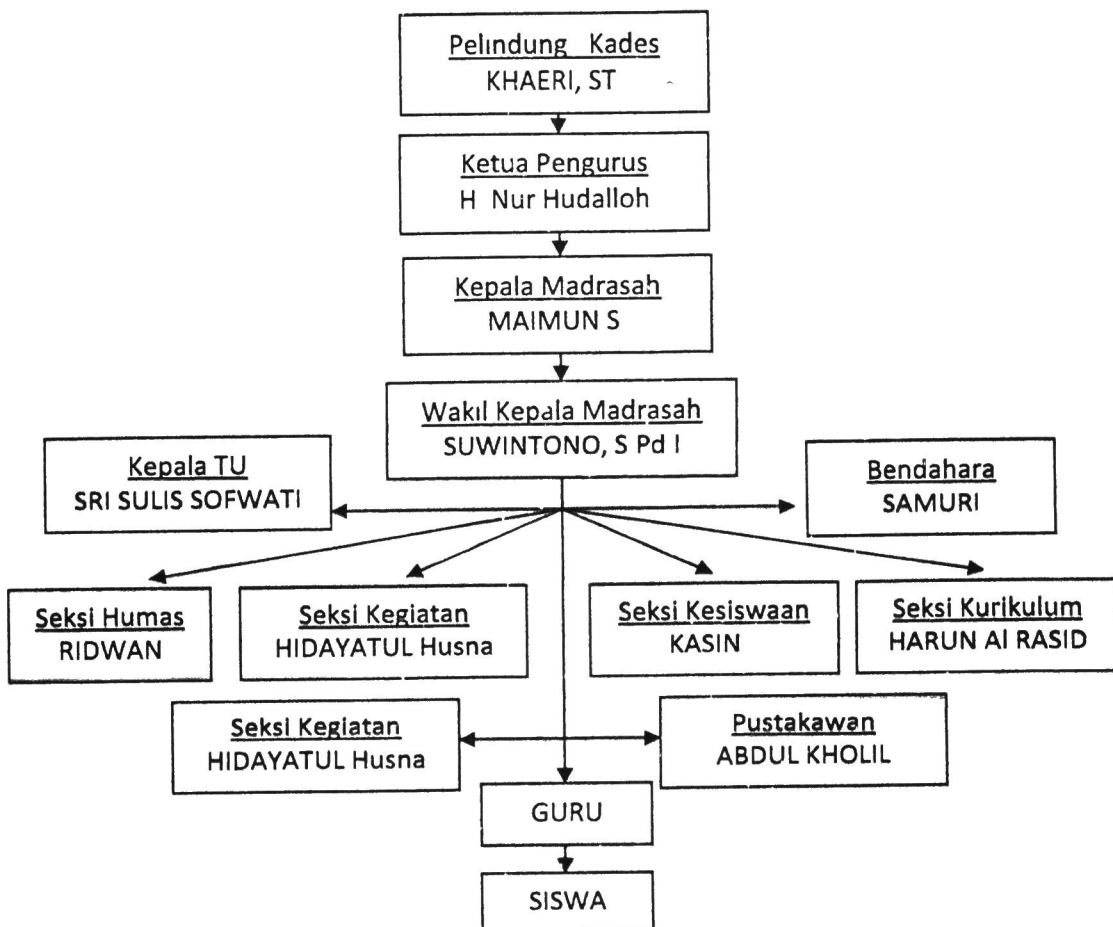 Pelindung Kades
KHAERI, ST
Ketua Pengurus
H Nur Hudalloh
Kepala Madrasah
MAIMUN S
Wakil Kepala Madrasah
SUWINTONO, S Pd I
Kepala TU
SRI SULIS SOFWATI
Bendahara
SAMURI
Seksi Humas
RIDWAN
Seksi Kegiatan
HIDAYATUL Husna
Seksi Kesiswaan
KASIN
Seksi Kurikulum
HARUN Al RASID
Seksi Kegiatan
HIDAYATUL Husna
Pustakawan
ABDUL KHOLIL
GURU
SISWA